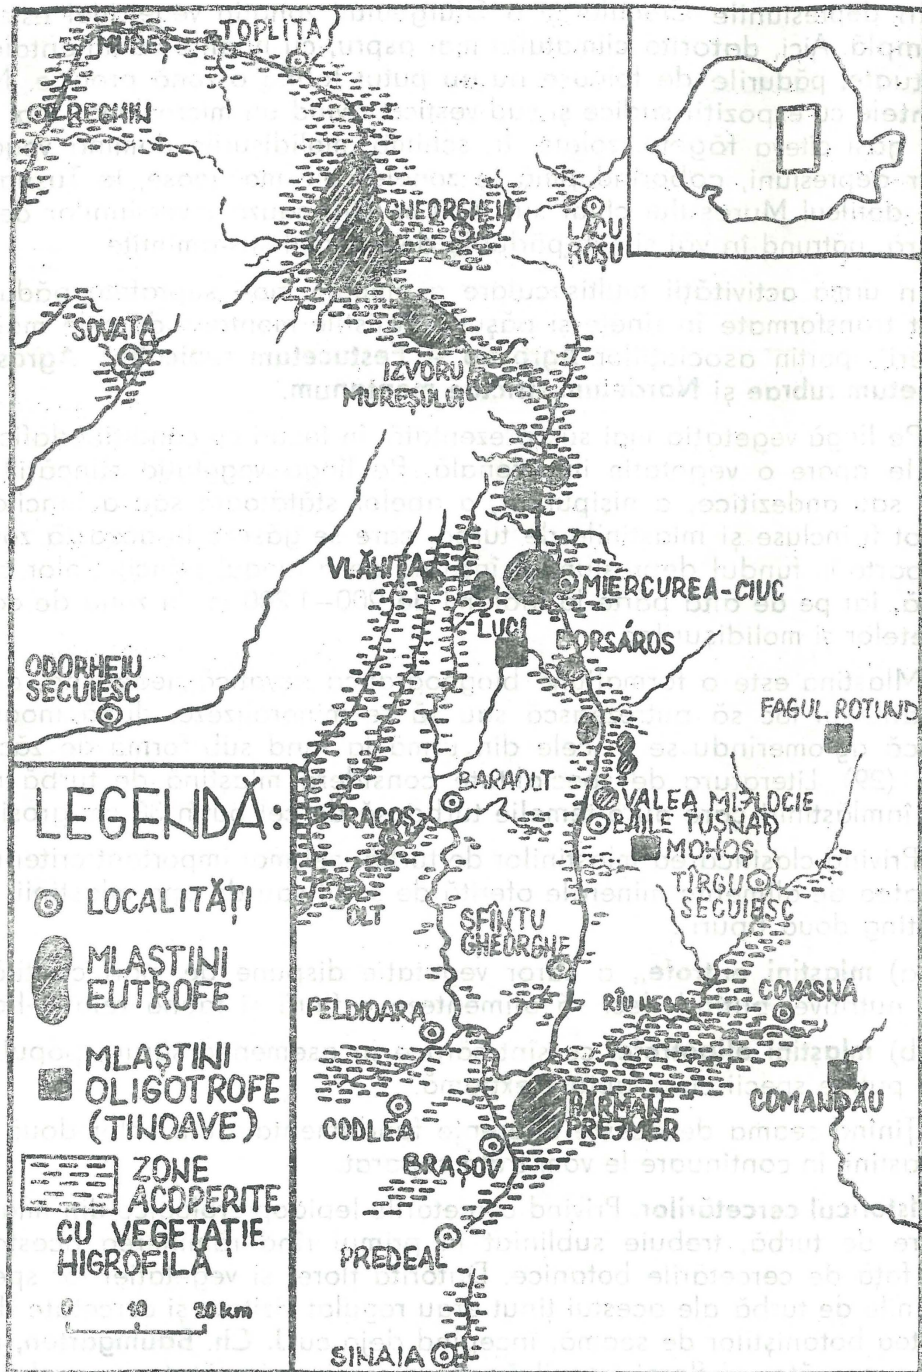 TOPLIȚA
MUREȘ
REGHIN
GHEORGHENI
LACU
ROȘU
SOVATA
IZVORU
MUREȘULUI
VLĂHIȚA
MIERCUREA-CIUC
LUCI
BORSÁROS
ODORHEIU
SECUIESC
FAGUL ROTUND
BARAOLT
VALEA MIJLOCIE
RACOȘ
BĂILE TUȘNAD
MOHOȘ
TÎRGU
SECUIESC
OLT
SFÎNTU
GHEORGHE
COVASNA
RÎU NEGRU
FELDIOARA
COMANDĂU
HĂRMAN-
PREJMER
CODLEA
BRAȘOV
PREDEAL
SINAIA
LEGENDA:
LOCALITĂȚI
MLAȘTINI
EUTROFE
MLAȘTINI
OLIGOTROFE
(TINOAVE)
ZONE
ACOPERITE
CU VEGETAȚIE
HIGROFILĂ
0 10 20 km